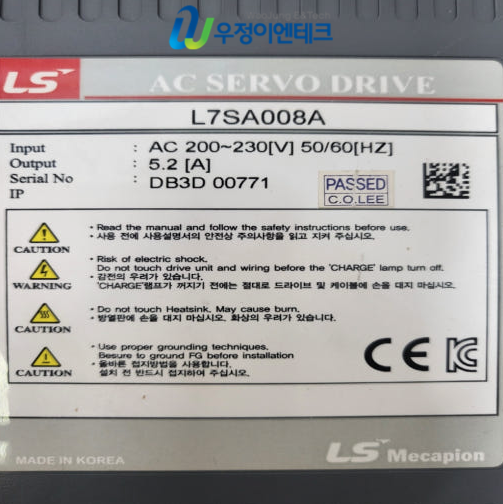 우정이엔테크
LS
AC SERVO DRIVE
L7SA008A
Input : AC 200~230[V] 50/60[HZ]
Output : 5.2 [A]
Serial No : DB3D 00771
IP
PASSED
C.O.LEE
CAUTION
• Read the manual and follow the safety instructions before use.
• 사용 전에 사용설명서의 안전상 주의사항을 읽고 지켜 주십시오.
WARNING
• Risk of electric shock.
Do not touch drive unit and wiring before the 'CHARGE' lamp turn off.
• 감전의 우려가 있습니다.
'CHARGE'램프가 꺼지기 전에는 절대로 드라이브 및 케이블에 손을 대지 마십시오.
CAUTION
• Do not touch Heatsink. May cause burn.
• 방열판에 손을 대지 마십시오. 화상의 우려가 있습니다.
CAUTION
• Use proper grounding techniques.
Besure to ground FG before installation
• 올바른 접지방법을 사용합니다.
설치 전 반드시 접지하여 주십시오.
CE
MADE IN KOREA
LS Mecapion